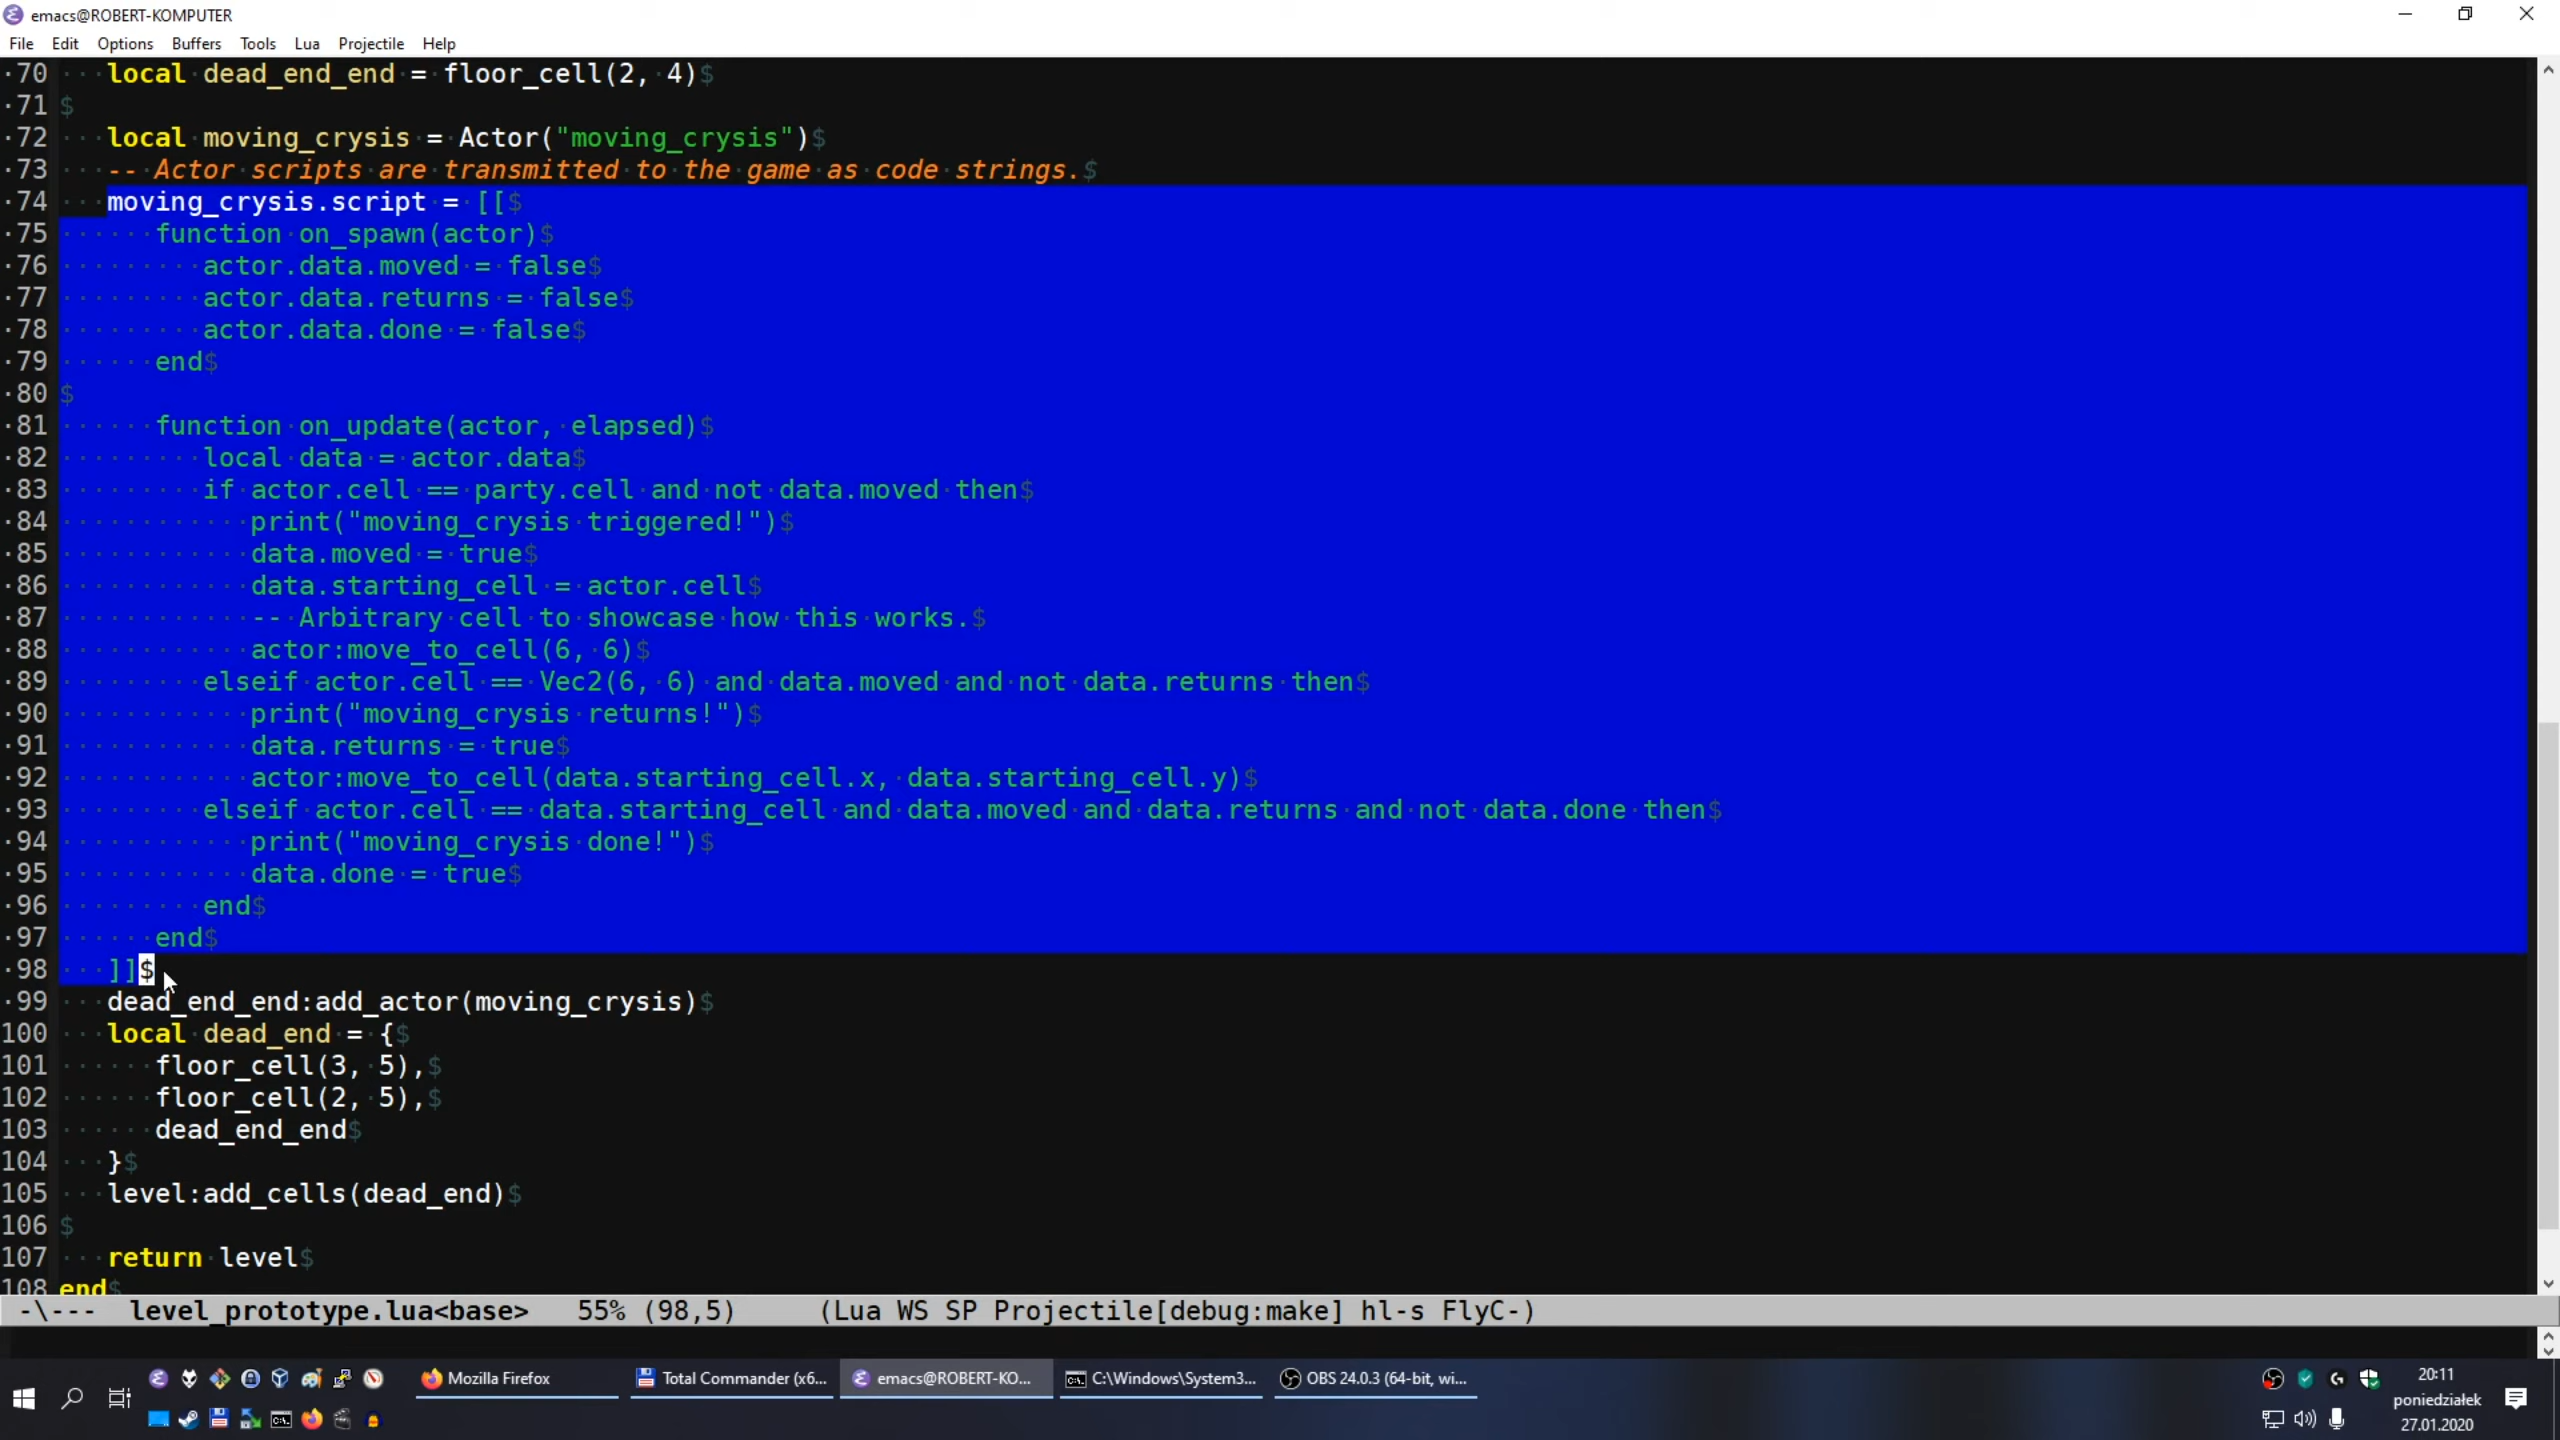 emacs@ROBERT-KOMPUTER
File Edit Options Buffers Tools Lua Projectile Help
·70···local·dead_end_end·=·floor_cell(2,·4)$
·71$
·72···local·moving_crysis·=·Actor("moving_crysis")$
·73···--·Actor·scripts·are·transmitted·to·the·game·as·code·strings.$
·74···moving_crysis.script·=·[[$
·75······function·on_spawn(actor)$
·76·········actor.data.moved·=·false$
·77·········actor.data.returns·=·false$
·78·········actor.data.done·=·false$
·79······end$
·80$
·81······function·on_update(actor,·elapsed)$
·82·········local·data·=·actor.data$
·83·········if·actor.cell·==·party.cell·and·not·data.moved·then$
·84············print("moving_crysis·triggered!")$
·85············data.moved·=·true$
·86············data.starting_cell·=·actor.cell$
·87············--·Arbitrary·cell·to·showcase·how·this·works.$
·88············actor:move_to_cell(6,·6)$
·89·········elseif·actor.cell·==·Vec2(6,·6)·and·data.moved·and·not·data.returns·then$
·90············print("moving_crysis·returns!")$
·91············data.returns·=·true$
·92············actor:move_to_cell(data.starting_cell.x,·data.starting_cell.y)$
·93·········elseif·actor.cell·==·data.starting_cell·and·data.moved·and·data.returns·and·not·data.done·then$
·94············print("moving_crysis·done!")$
·95············data.done·=·true$
·96·········end$
·97······end$
·98···]]$
·99···dead_end_end:add_actor(moving_crysis)$
100···local·dead_end·=·{$
101······floor_cell(3,·5),$
102······floor_cell(2,·5),$
103······dead_end_end$
104···}$
105···level:add_cells(dead_end)$
106$
107···return·level$
108 end$
-\--- level_prototype.lua<base> 55% (98,5) (Lua WS SP Projectile[debug:make] hl-s FlyC-)
Mozilla Firefox
Total Commander (x6...
emacs@ROBERT-KO...
C:\Windows\System3...
OBS 24.0.3 (64-bit, wi...
20:11
poniedziałek
27.01.2020